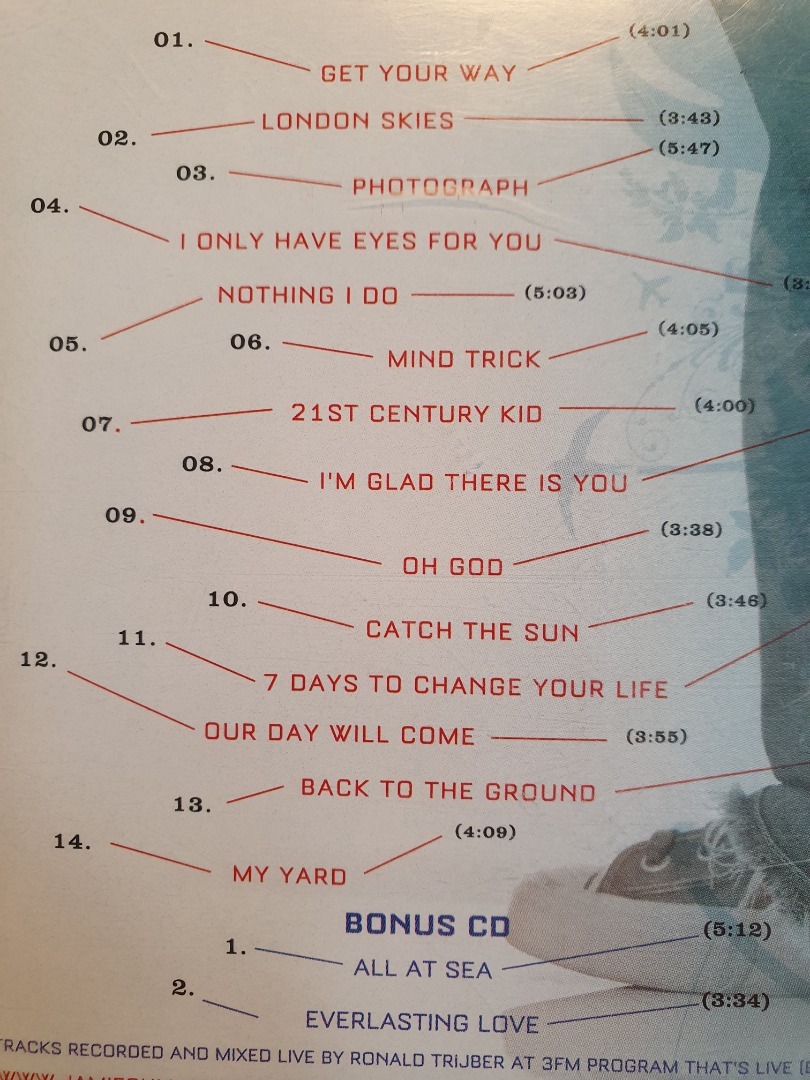 01. GET YOUR WAY (4:01)
02. LONDON SKIES (3:43)
03. PHOTOGRAPH (5:47)
04. I ONLY HAVE EYES FOR YOU (3:
05. NOTHING I DO (5:03)
06. MIND TRICK (4:05)
07. 21ST CENTURY KID (4:00)
08. I'M GLAD THERE IS YOU
09. OH GOD (3:38)
10. CATCH THE SUN (3:46)
11. 7 DAYS TO CHANGE YOUR LIFE
12. OUR DAY WILL COME (3:55)
13. BACK TO THE GROUND
14. MY YARD (4:09)
BONUS CD
1. ALL AT SEA (5:12)
2. EVERLASTING LOVE (3:34)
TRACKS RECORDED AND MIXED LIVE BY RONALD TRIJBER AT 3FM PROGRAM THAT'S LIVE